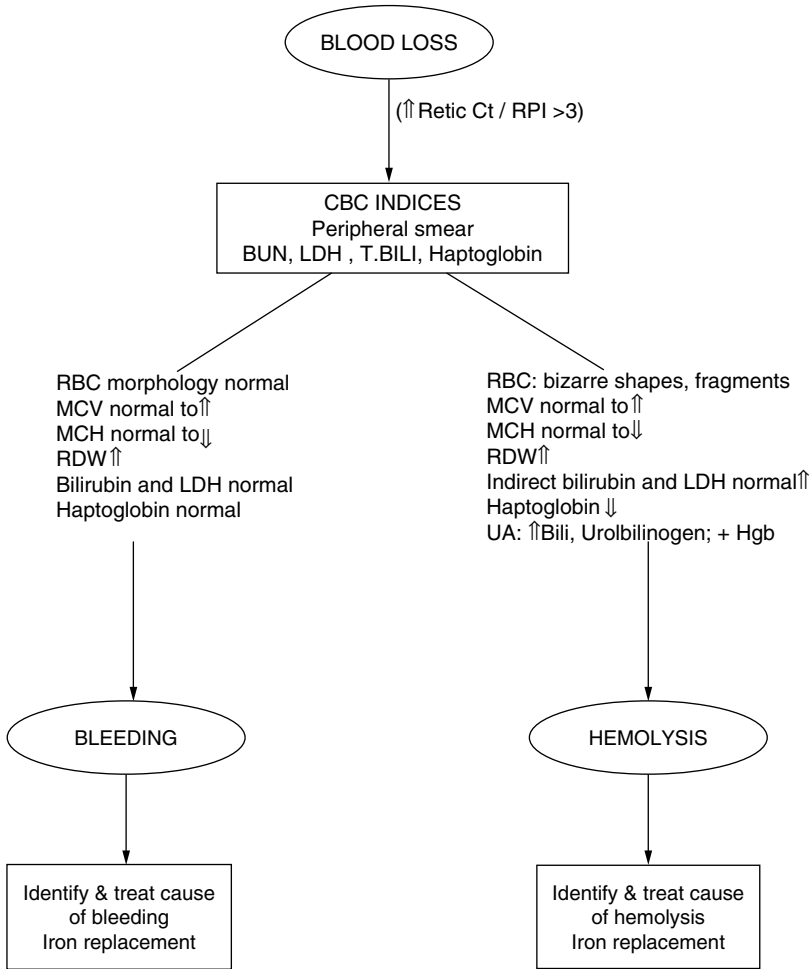 BLOOD LOSS
(⇑Retic Ct / RPI >3)
CBC INDICES
Peripheral smear
BUN, LDH , T.BILI, Haptoglobin
RBC morphology normal
MCV normal to⇑
MCH normal to⇓
RDW⇑
Bilirubin and LDH normal
Haptoglobin normal
RBC: bizarre shapes, fragments
MCV normal to⇑
MCH normal to⇓
RDW⇑
Indirect bilirubin and LDH normal⇑
Haptoglobin⇓
UA: ⇑Bili, Urolbilinogen; + Hgb
BLEEDING
HEMOLYSIS
Identify & treat cause
of bleeding
Iron replacement
Identify & treat cause
of hemolysis
Iron replacement